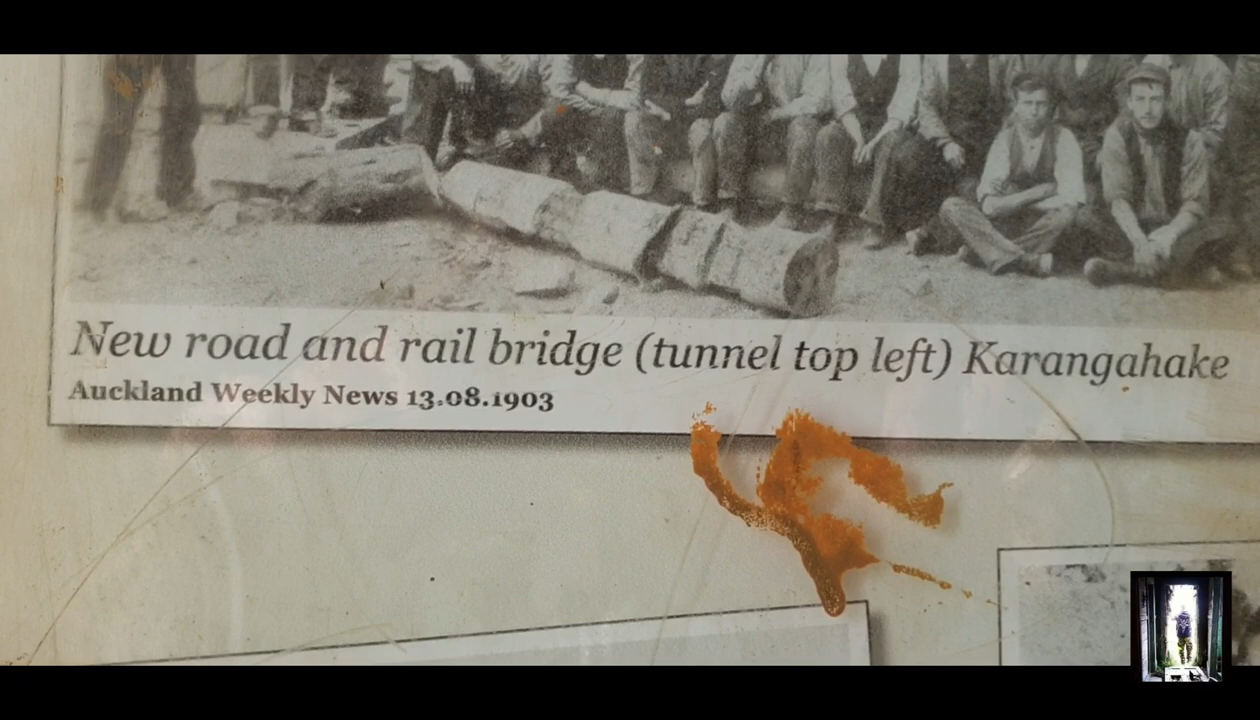 New road and rail bridge (tunnel top left) Karangahake
Auckland Weekly News 13.08.1903